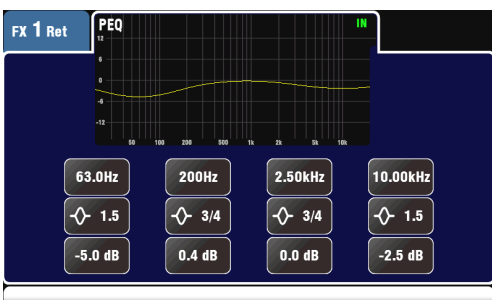 FX 1 Ret
PEQ
IN
12
6
0
-6
-12
50 100 200 500 1k 2k 5k 10k
63.0Hz 200Hz 2.50kHz 10.00kHz
1.5 3/4 3/4 1.5
-5.0 dB 0.4 dB 0.0 dB -2.5 dB